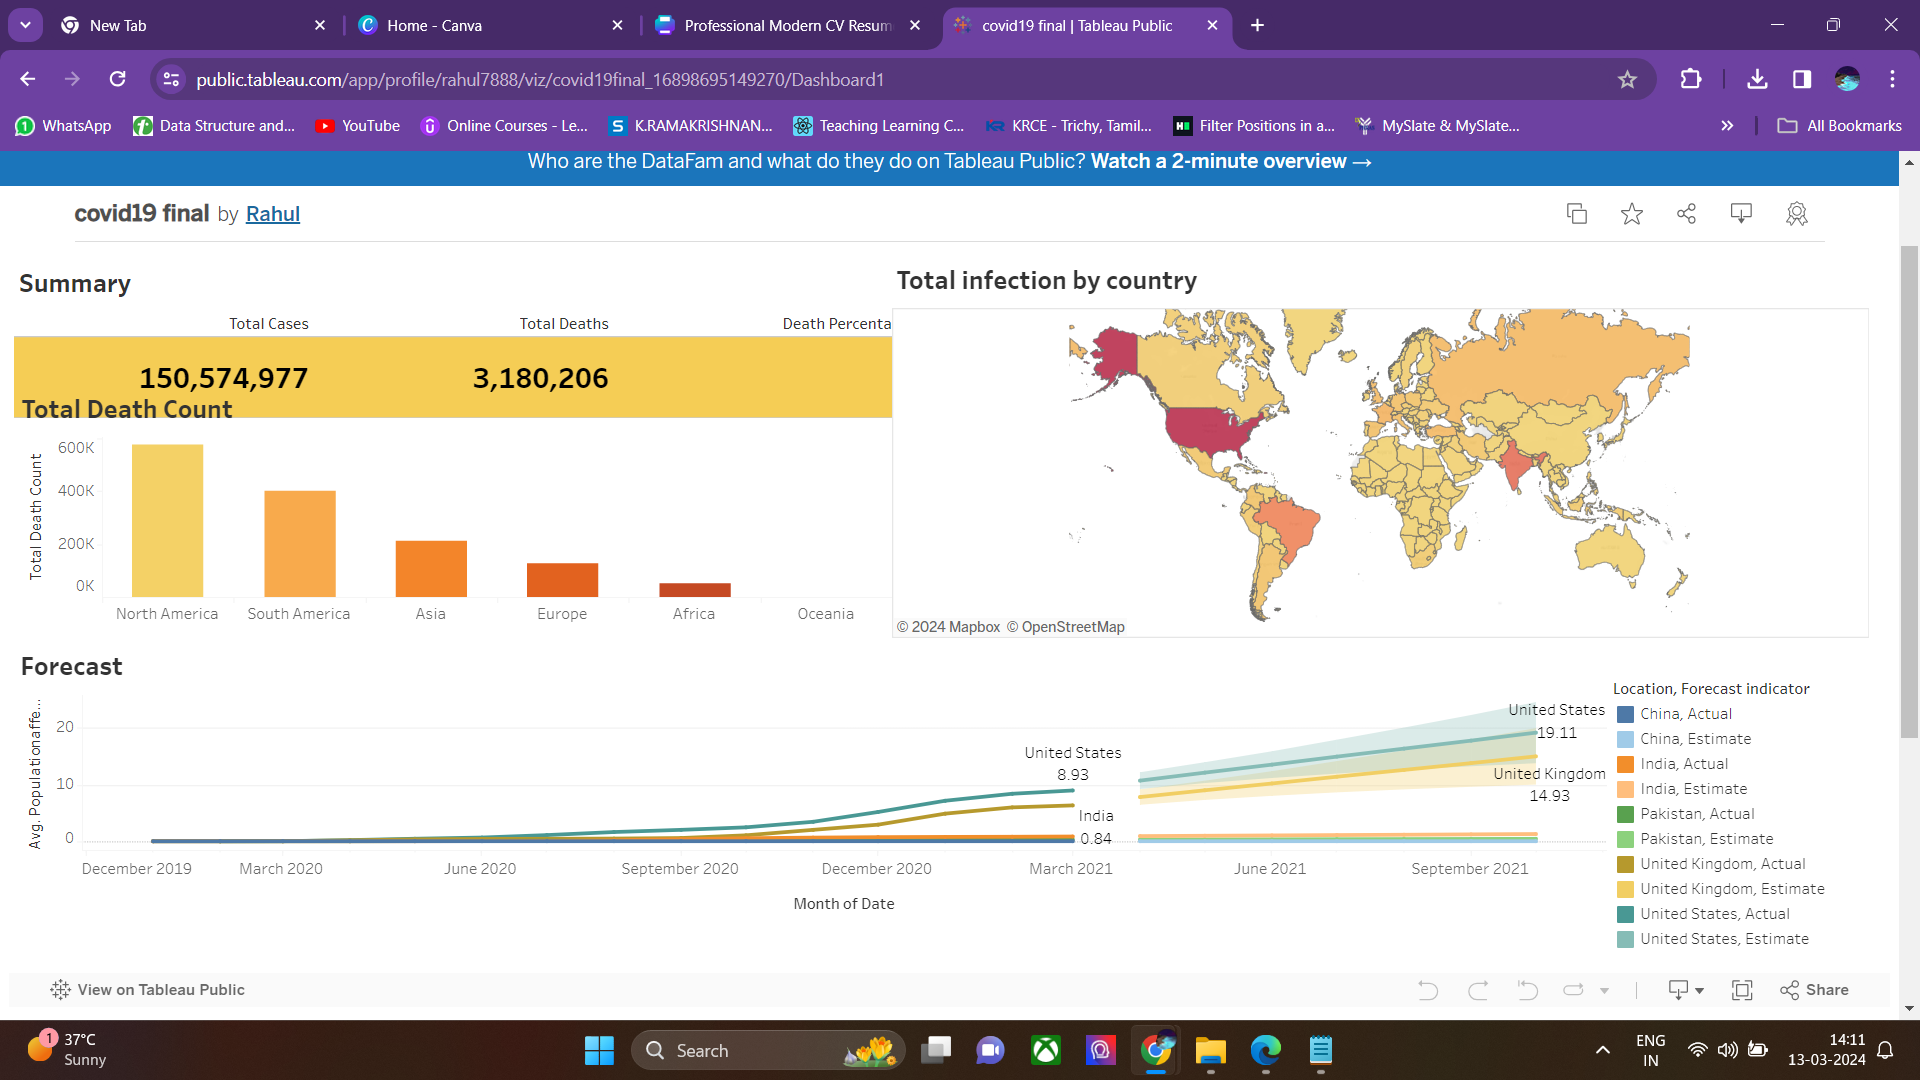 New Tab
Home - Canva
Professional Modern CV Resum
covid19 final | Tableau Public
public.tableau.com/app/profile/rahul7888/viz/covid19final_16898695149270/Dashboard1
WhatsApp
Data Structure and...
YouTube
Online Courses - Le...
K.RAMAKRISHNAN...
Teaching Learning C...
KRCE - Trichy, Tamil...
Filter Positions in a...
MySlate & MySlate...
All Bookmarks
Who are the DataFam and what do they do on Tableau Public? Watch a 2-minute overview →
covid19 final by Rahul
Summary
Total Cases
Total Deaths
Death Percenta
150,574,977
3,180,206
Total Death Count
Total Death Count
600K
400K
200K
0K
North America
South America
Asia
Europe
Africa
Oceania
Total infection by country
© 2024 Mapbox © OpenStreetMap
Forecast
Avg. Populationaffe...
20
10
0
United States
8.93
India
0.84
United States
19.11
United Kingdom
14.93
December 2019
March 2020
June 2020
September 2020
December 2020
March 2021
June 2021
September 2021
Month of Date
Location, Forecast indicator
China, Actual
China, Estimate
India, Actual
India, Estimate
Pakistan, Actual
Pakistan, Estimate
United Kingdom, Actual
United Kingdom, Estimate
United States, Actual
United States, Estimate
View on Tableau Public
Share
1
37°C
Sunny
Search
ENG
IN
14:11
13-03-2024